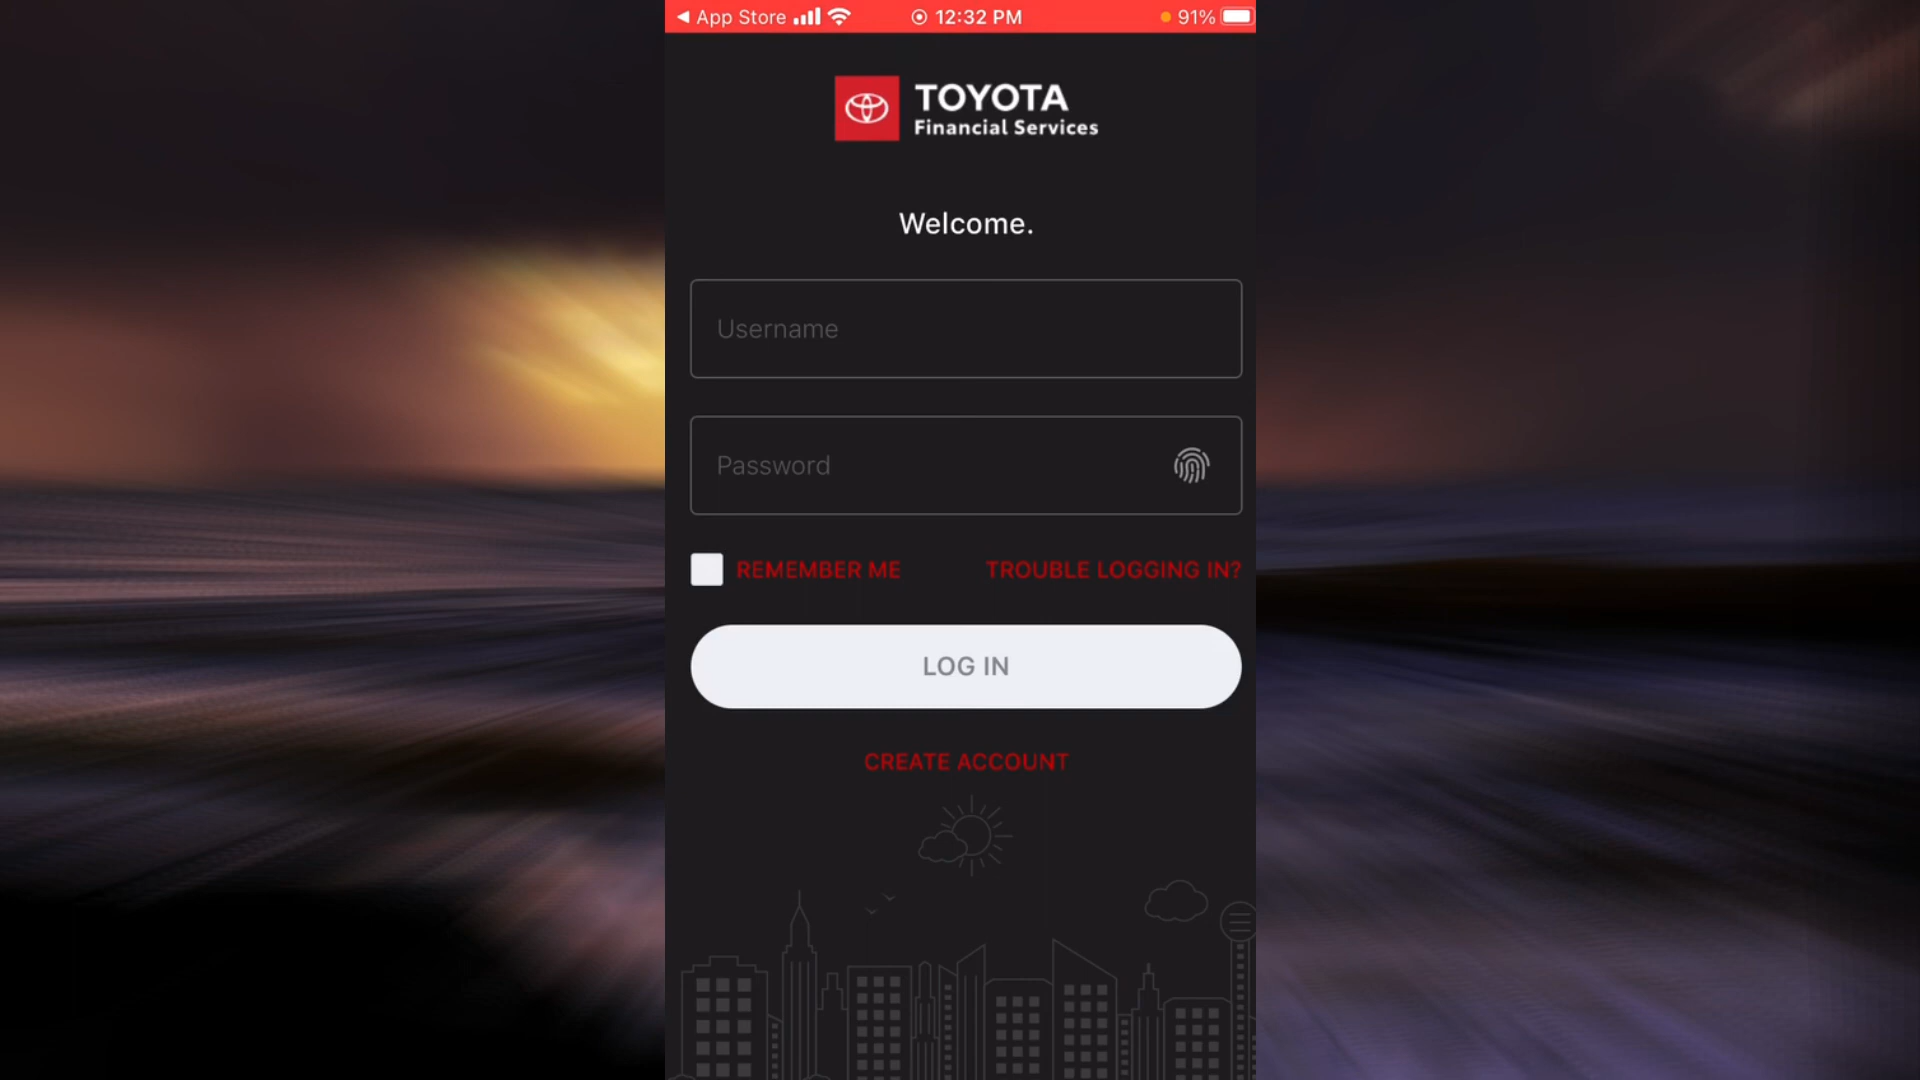 App Store 12:32 PM 91%
TOYOTA
Financial Services
Welcome.
Username
Password
REMEMBER ME TROUBLE LOGGING IN?
LOG IN
CREATE ACCOUNT